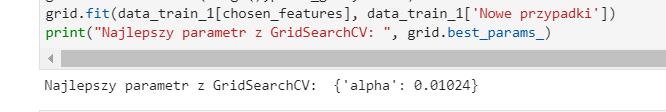 grid.fit(data_train_1[chosen_features], data_train_1['Nowe przypadki'])
print("Najlepszy parametr z GridSearchCV: ", grid.best_params_)
Najlepszy parametr z GridSearchCV:  {'alpha': 0.01024}